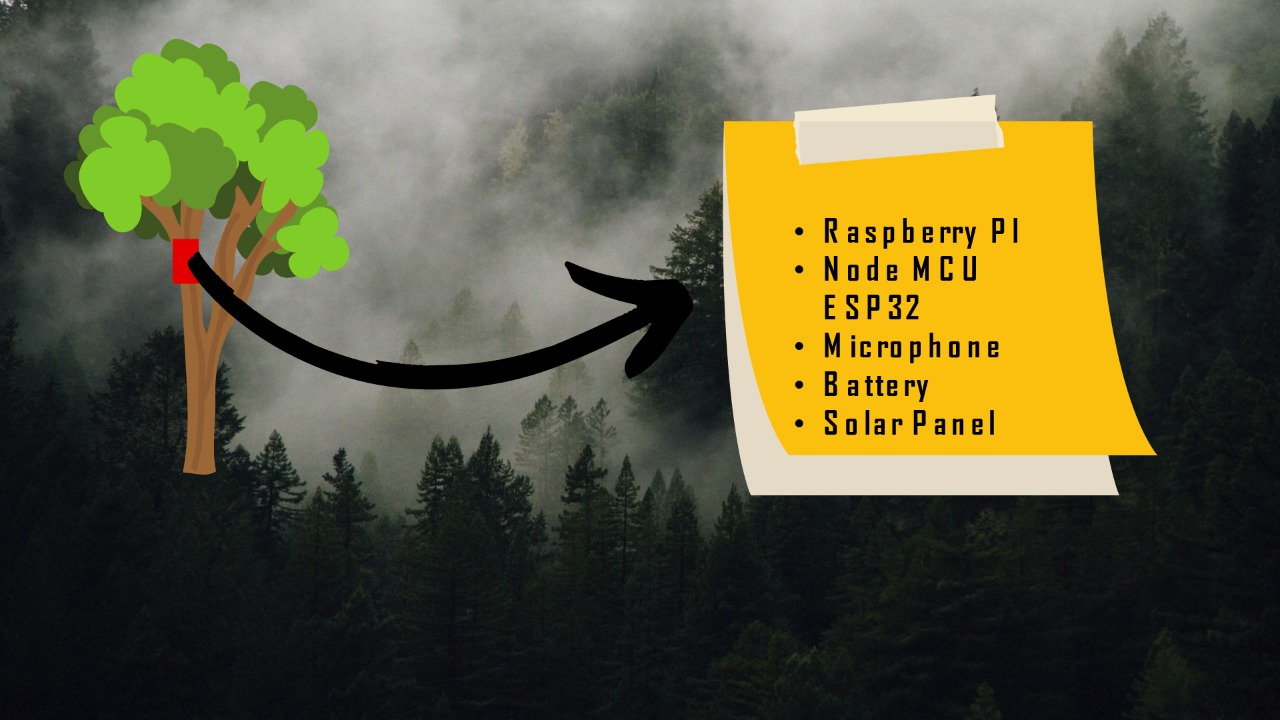 • Raspberry PI
• Node MCU
ESP32
• Microphone
• Battery
• Solar Panel